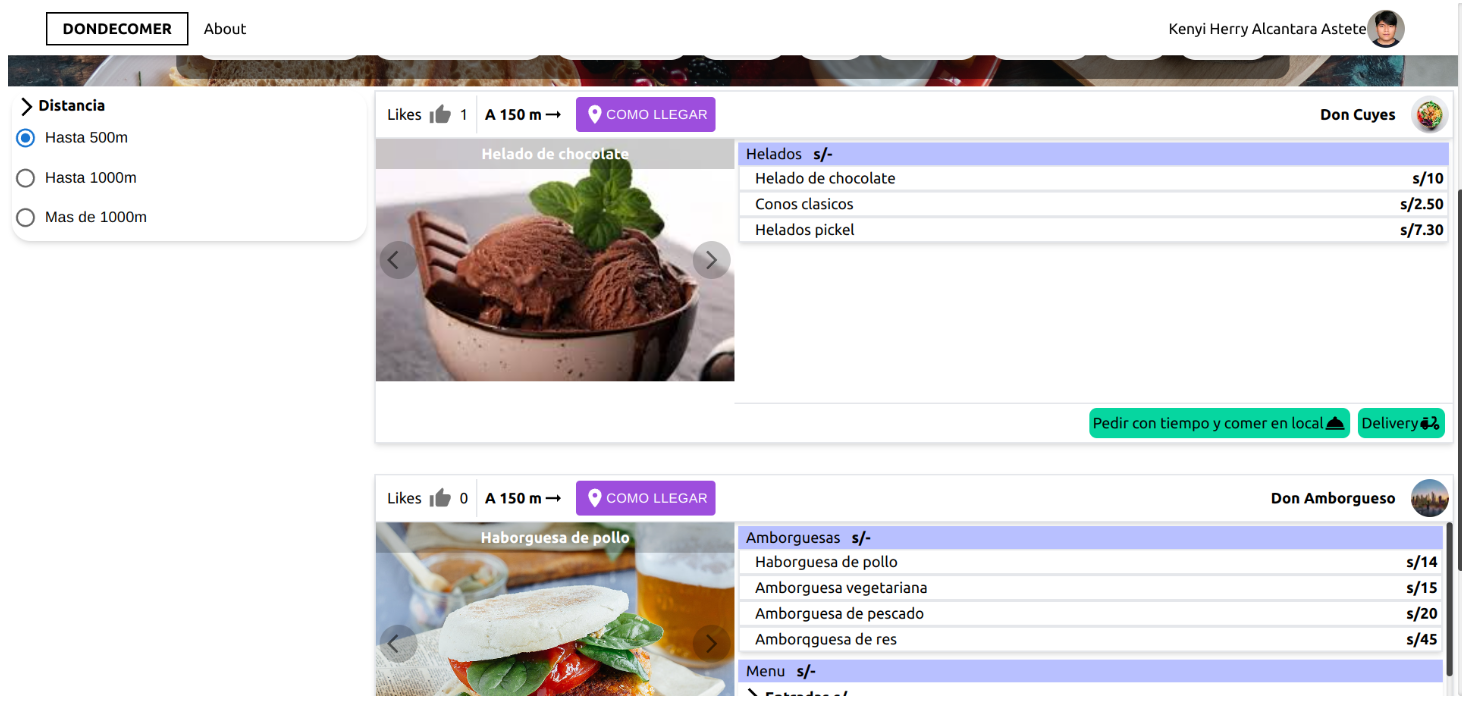 DONDECOMER About Kenyi Herry Alcantara Astete
Distancia
Hasta 500m
Hasta 1000m
Mas de 1000m
Likes 1 A 150 m COMO LLEGAR Don Cuyes
Helado de chocolate
Helados s/-
Helado de chocolate s/10
Conos clasicos s/2.50
Helados pickel s/7.30
Pedir con tiempo y comer en local Delivery
Likes 0 A 150 m COMO LLEGAR Don Amborgueso
Haborguesa de pollo
Amborguesas s/-
Haborguesa de pollo s/14
Amborguesa vegetariana s/15
Amborguesa de pescado s/20
Amborqguesa de res s/45
Menu s/-
Entradas s/